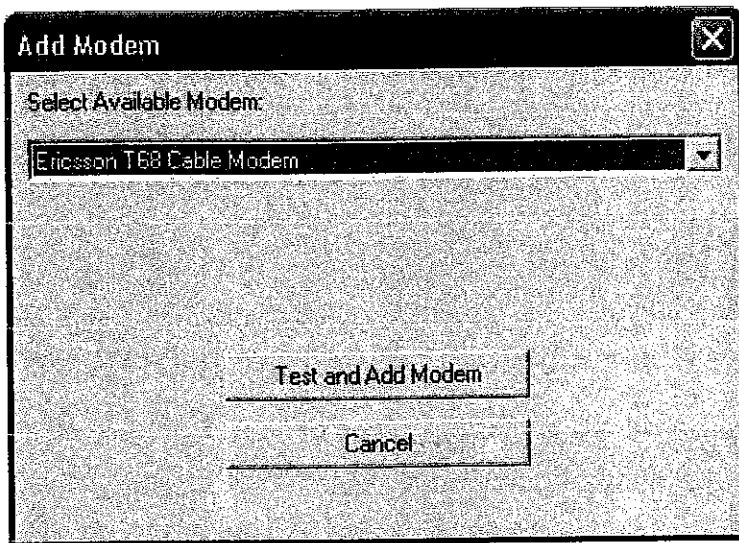 Add Modem
Select Available Modem:
Ericsson T68 Cable Modem
Test and Add Modem
Cancel